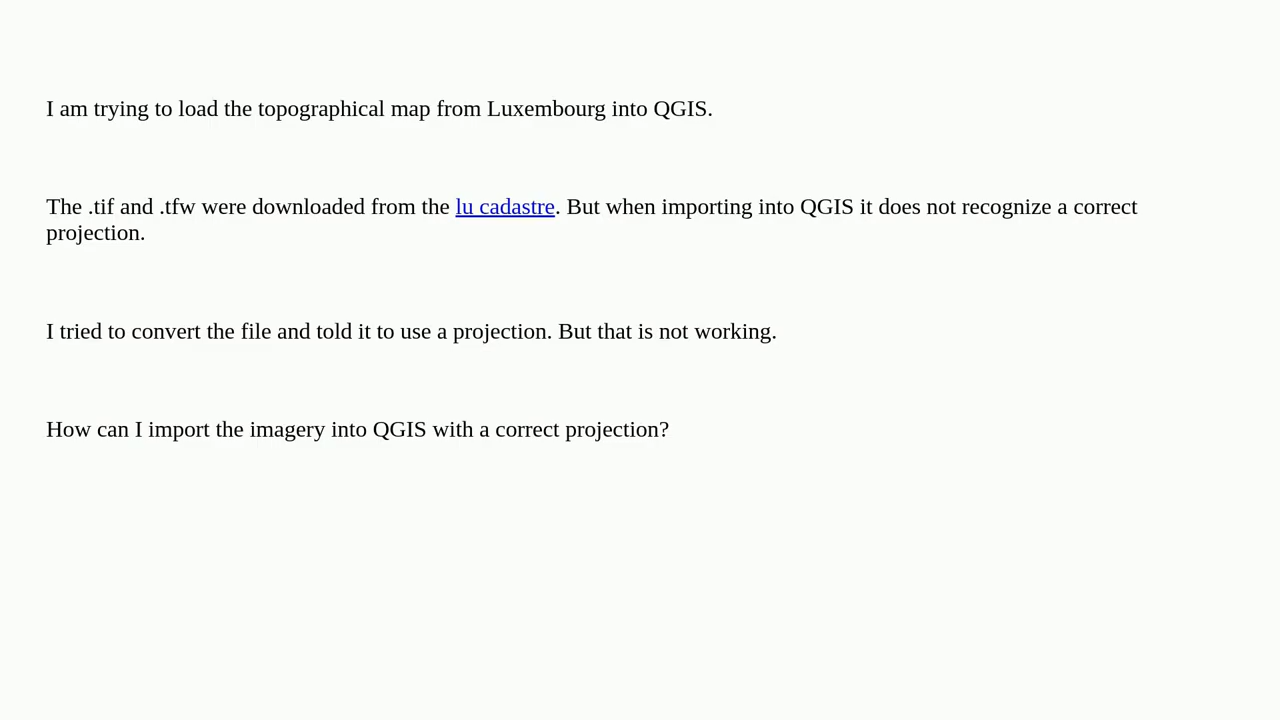 I am trying to load the topographical map from Luxembourg into QGIS.
The .tif and .tfw were downloaded from the lu cadastre. But when importing into QGIS it does not recognize a correct
projection.
I tried to convert the file and told it to use a projection. But that is not working.
How can I import the imagery into QGIS with a correct projection?